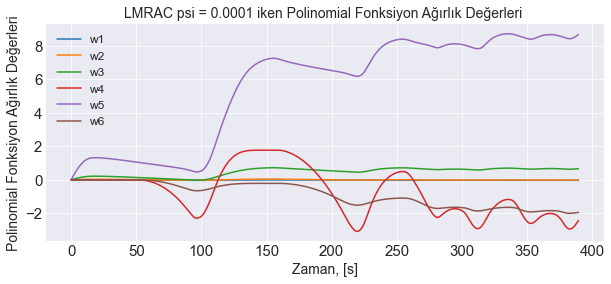 LMRAC psi = 0.0001 iken Polinomial Fonksiyon Ağırlık Değerleri
Polinomial Fonksiyon Ağırlık Değerleri
8
6
4
2
0
−2
w1
w2
w3
w4
w5
w6
0 50 100 150 200 250 300 350 400
Zaman, [s]